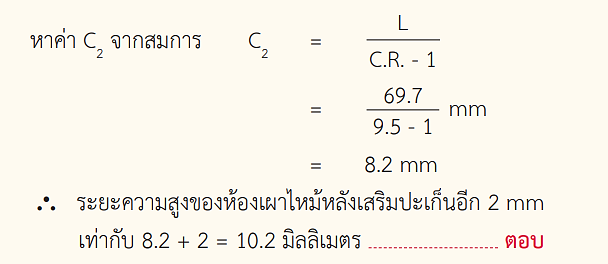 หาค่า C2 จากสมการ C2 = L
C.R. - 1
= 69.7 mm
9.5 - 1
= 8.2 mm
∴ ระยะความสูงของห้องเผาไหม้หลังเสริมปะเก็นอีก 2 mm
เท่ากับ 8.2 + 2 = 10.2 มิลลิเมตร ........................... ตอบ